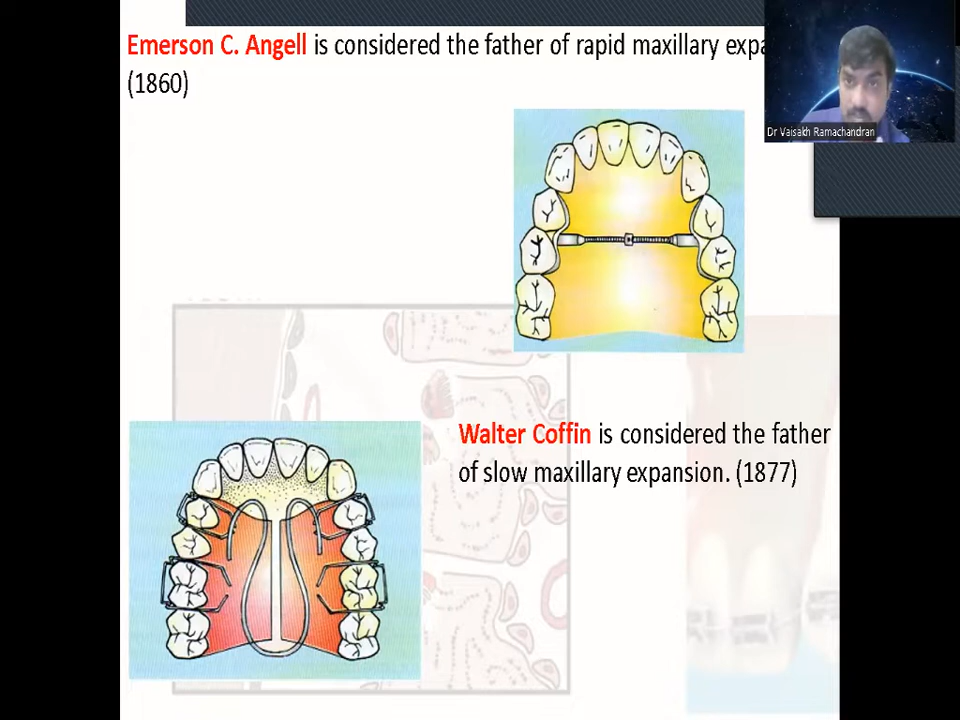 Emerson C. Angell is considered the father of rapid maxillary
(1860)
Dr Vaisakh Ramachandran
Walter Coffin is considered the father
of slow maxillary expansion. (1877)